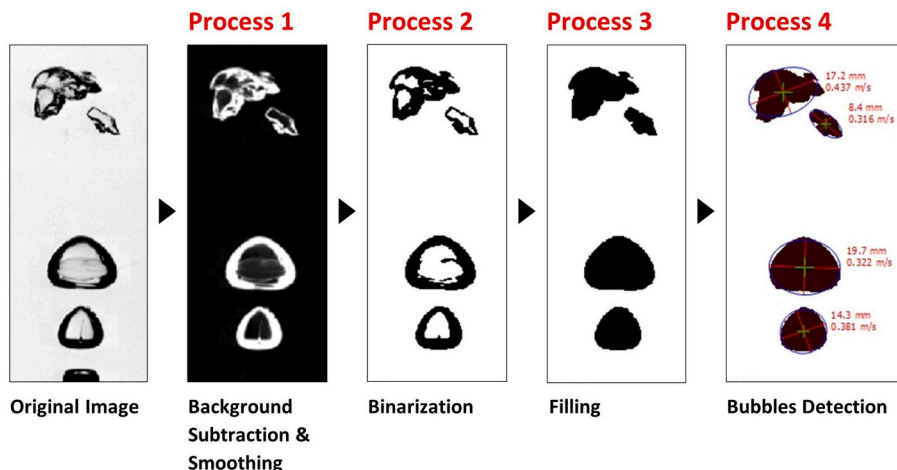 Process 1
Process 2
Process 3
Process 4
17.2 mm
0.437 m/s
8.4 mm
0.316 m/s
19.7 mm
0.322 m/s
14.3 mm
0.381 m/s
Original Image
Background
Subtraction &
Smoothing
Binarization
Filling
Bubbles Detection